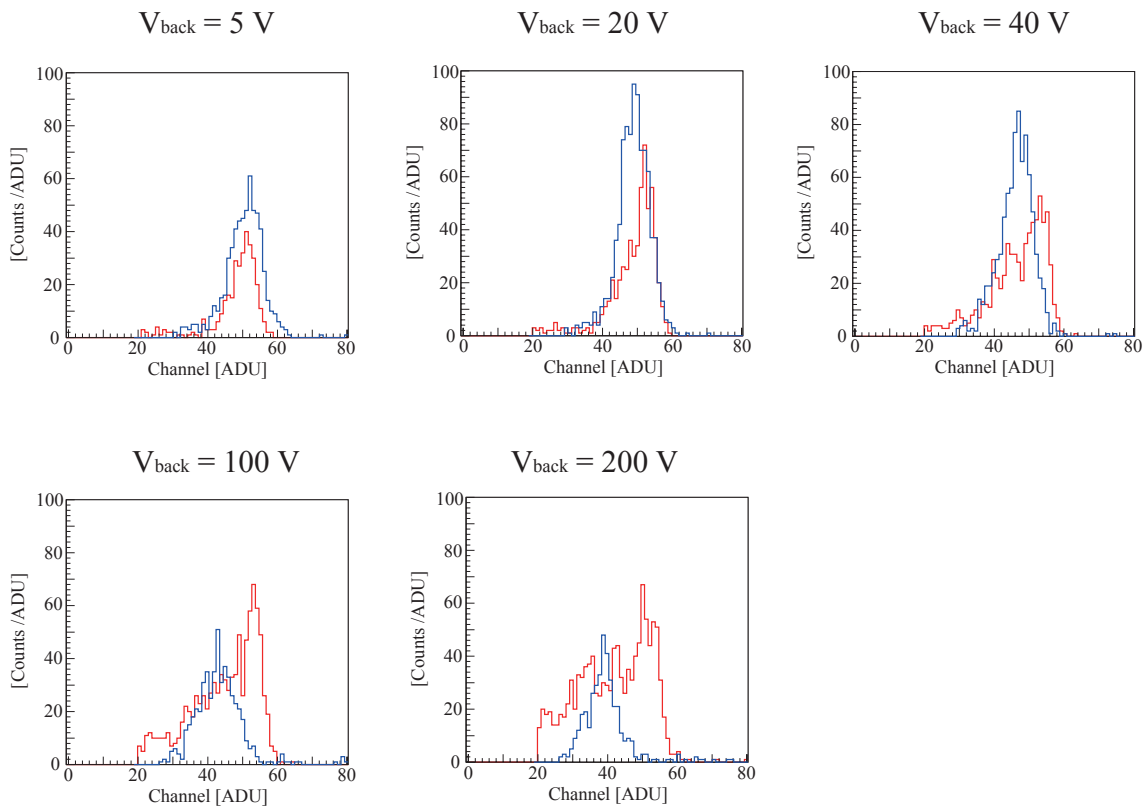 Vback = 5 V
Vback = 20 V
Vback = 40 V
100
80
60
40
20
0
[Counts /ADU]
0 20 40 60 80
Channel [ADU]
100
80
60
40
20
0
[Counts /ADU]
0 20 40 60 80
Channel [ADU]
100
80
60
40
20
0
[Counts /ADU]
0 20 40 60 80
Channel [ADU]
Vback = 100 V
Vback = 200 V
100
80
60
40
20
0
[Counts /ADU]
0 20 40 60 80
Channel [ADU]
100
80
60
40
20
0
[Counts /ADU]
0 20 40 60 80
Channel [ADU]